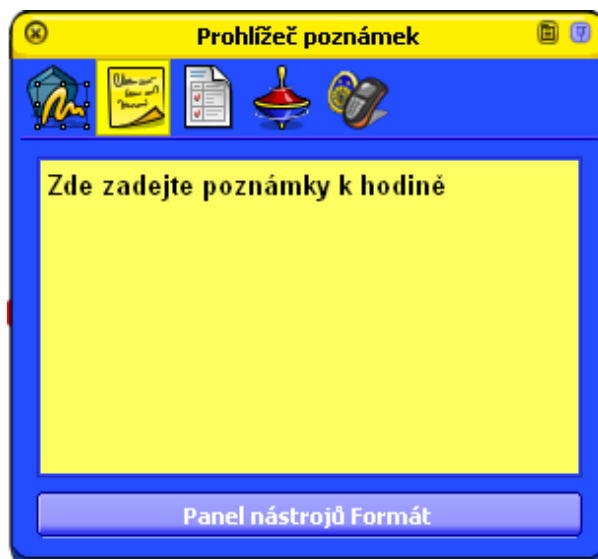 Prohlížeč poznámek
Zde zadejte poznámky k hodině
Panel nástrojů Formát